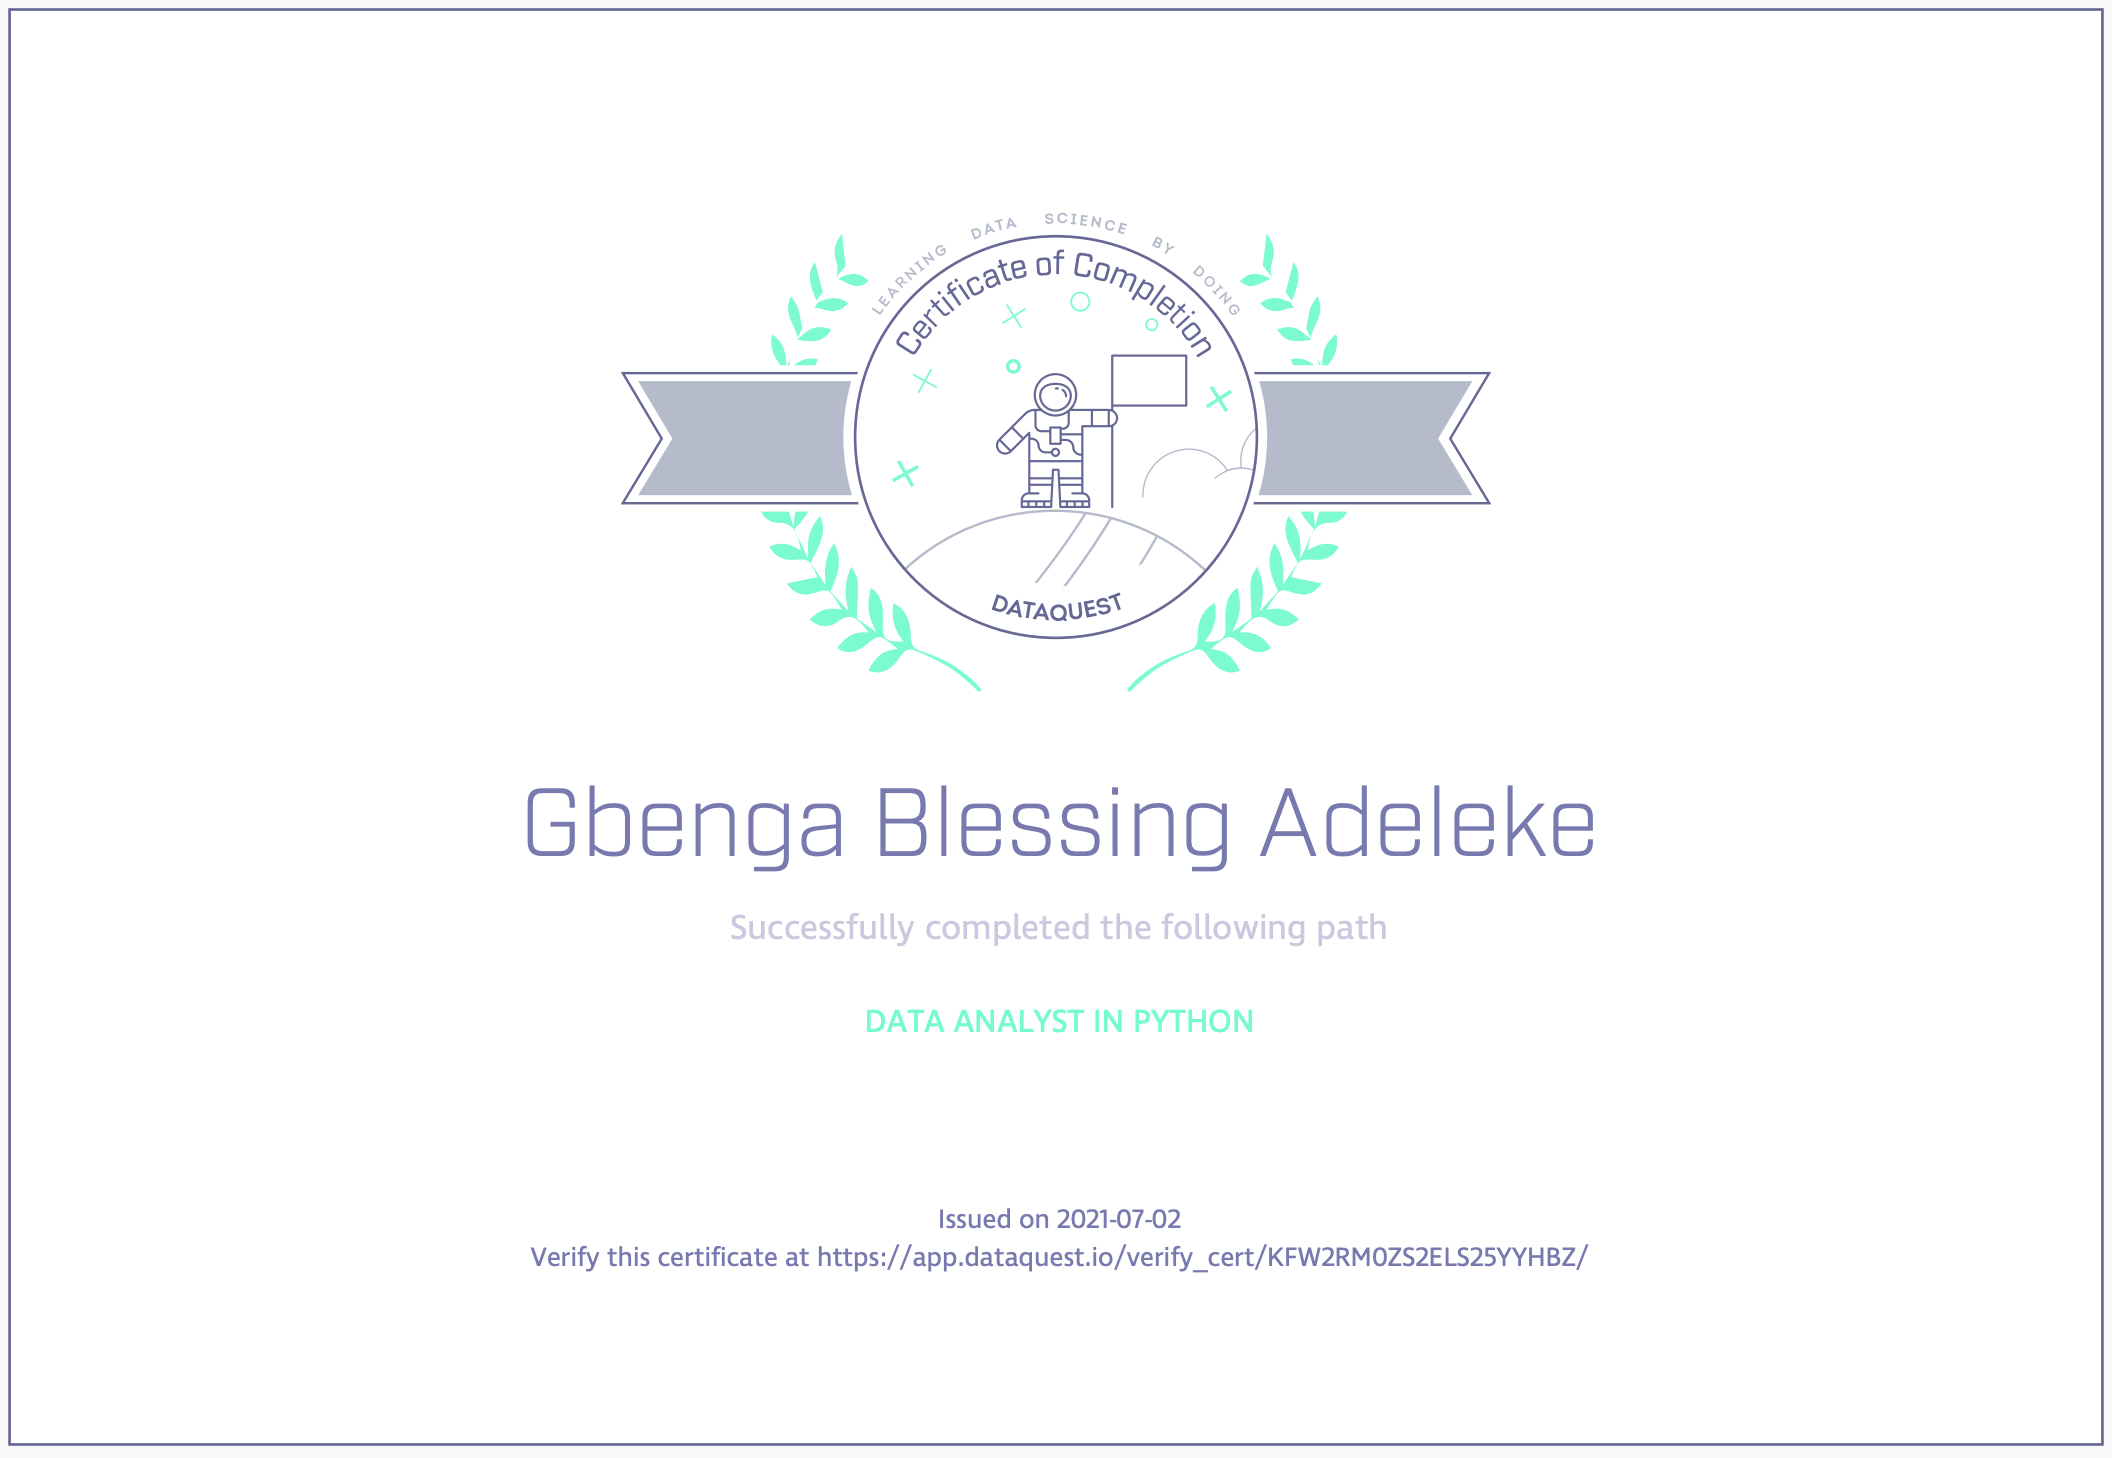 LEARNING DATA SCIENCE BY DOING
Certificate of Completion
DATAQUEST
Gbenga Blessing Adeleke
Successfully completed the following path
DATA ANALYST IN PYTHON
Issued on 2021-07-02
Verify this certificate at https://app.dataquest.io/verify_cert/KFW2RM0ZS2ELS25YYHBZ/